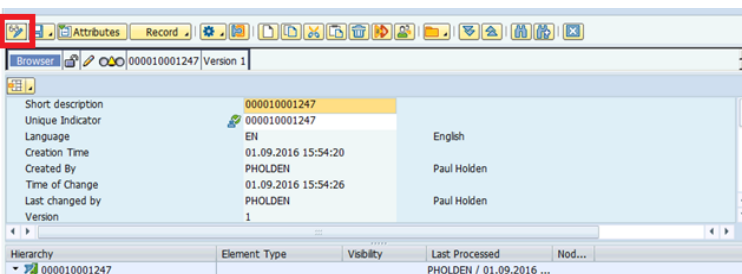 Attributes Record
Browser 000010001247 Version 1
Short description 000010001247
Unique Indicator 000010001247
Language EN English
Creation Time 01.09.2016 15:54:20
Created By PHOLDEN Paul Holden
Time of Change 01.09.2016 15:54:26
Last changed by PHOLDEN Paul Holden
Version 1
Hierarchy Element Type Visibility Last Processed Nod...
000010001247 PHOLDEN / 01.09.2016 ...